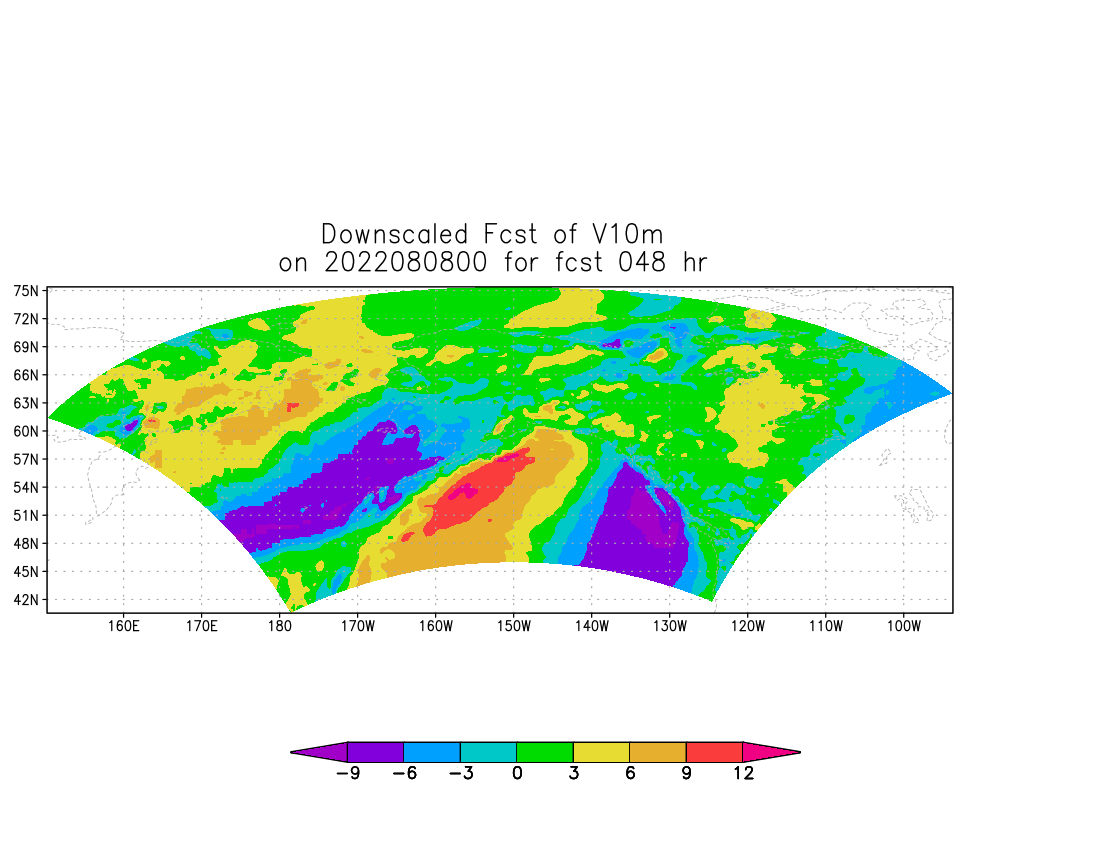 Downscaled Fcst of V10m
on 2022080800 for fcst 048 hr
75N
72N
69N
66N
63N
60N
57N
54N
51N
48N
45N
42N
160E 170E 180 170W 160W 150W 140W 130W 120W 110W 100W
-9 -6 -3 0 3 6 9 12